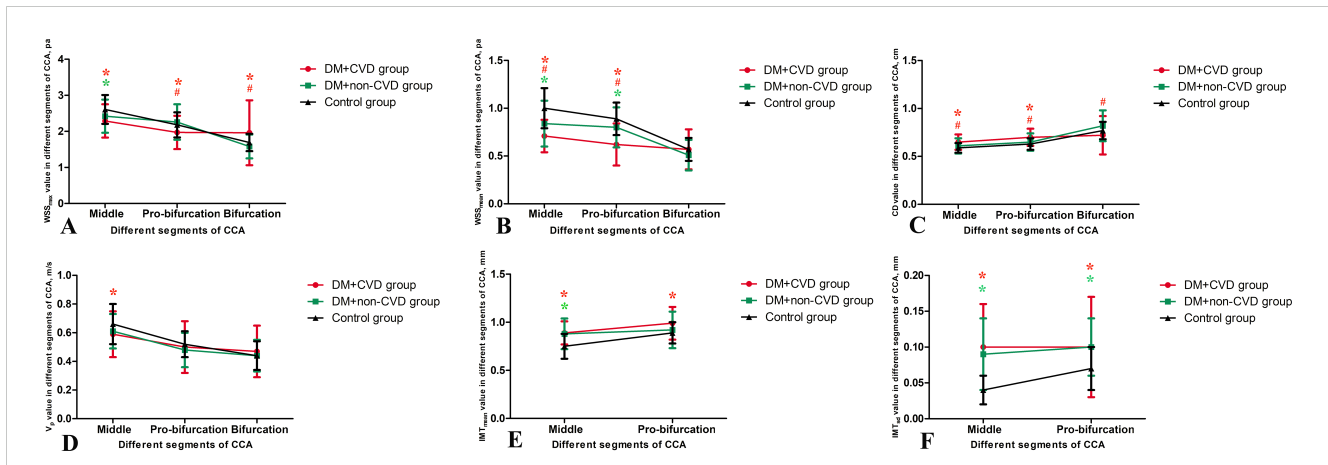 WSSmax value in different segments of CCA, pa
4
3
2
1
0
* * *
* # #
Middle Pro-bifurcation Bifurcation
Different segments of CCA
A
DM+CVD group
DM+non-CVD group
Control group
WSSmean value in different segments of CCA, pa
1.5
1.0
0.5
0.0
* *
# #
* *
Middle Pro-bifurcation Bifurcation
Different segments of CCA
B
DM+CVD group
DM+non-CVD group
Control group
CD value in different segments of CCA, cm
1.5
1.0
0.5
0.0
* * #
# #
Middle Pro-bifurcation Bifurcation
Different segments of CCA
C
DM+CVD group
DM+non-CVD group
Control group
Vp value in different segments of CCA, m/s
1.0
0.8
0.6
0.4
0.2
0.0
*
Middle Pro-bifurcation Bifurcation
Different segments of CCA
D
DM+CVD group
DM+non-CVD group
Control group
IMTmean value in different segments of CCA, mm
1.5
1.0
0.5
0.0
* *
*
Middle Pro-bifurcation
Different segments of CCA
E
DM+CVD group
DM+non-CVD group
Control group
IMTsd value in different segments of CCA, mm
0.20
0.15
0.10
0.05
0.00
* *
* *
Middle Pro-bifurcation
Different segments of CCA
F
DM+CVD group
DM+non-CVD group
Control group